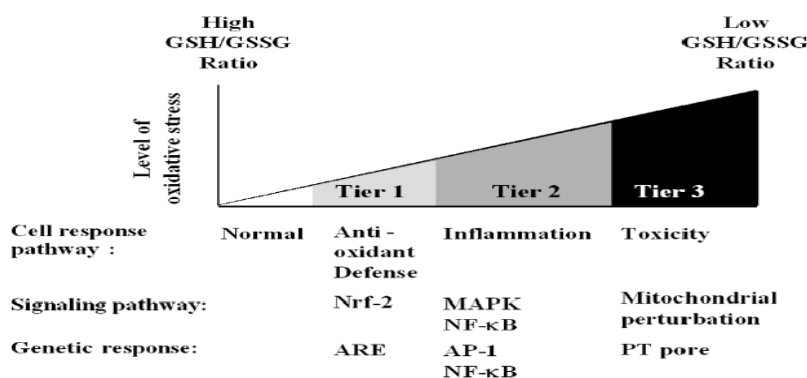 High
GSH/GSSG
Ratio
Low
GSH/GSSG
Ratio
Level of
oxidative stress
Tier 1
Tier 2
Tier 3
Cell response
pathway :
Normal
Anti -
oxidant
Defense
Inflammation
Toxicity
Signaling pathway:
Nrf-2
MAPK
NF-κB
Mitochondrial
perturbation
Genetic response:
ARE
AP-1
NF-κB
PT pore